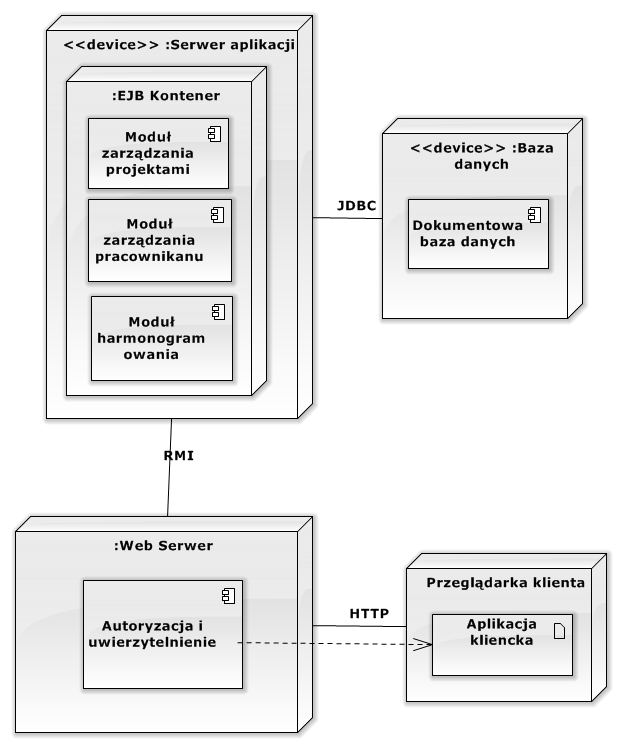 <<device>> :Serwer aplikacji
:EJB Kontener
Moduł
zarządzania
projektami
Moduł
zarządzania
pracownikanu
Moduł
harmonogram
owania
JDBC
<<device>> :Baza
danych
Dokumentowa
baza danych
RMI
:Web Serwer
Autoryzacja i
uwierzytelnienie
HTTP
Przeglądarka klienta
Aplikacja
kliencka